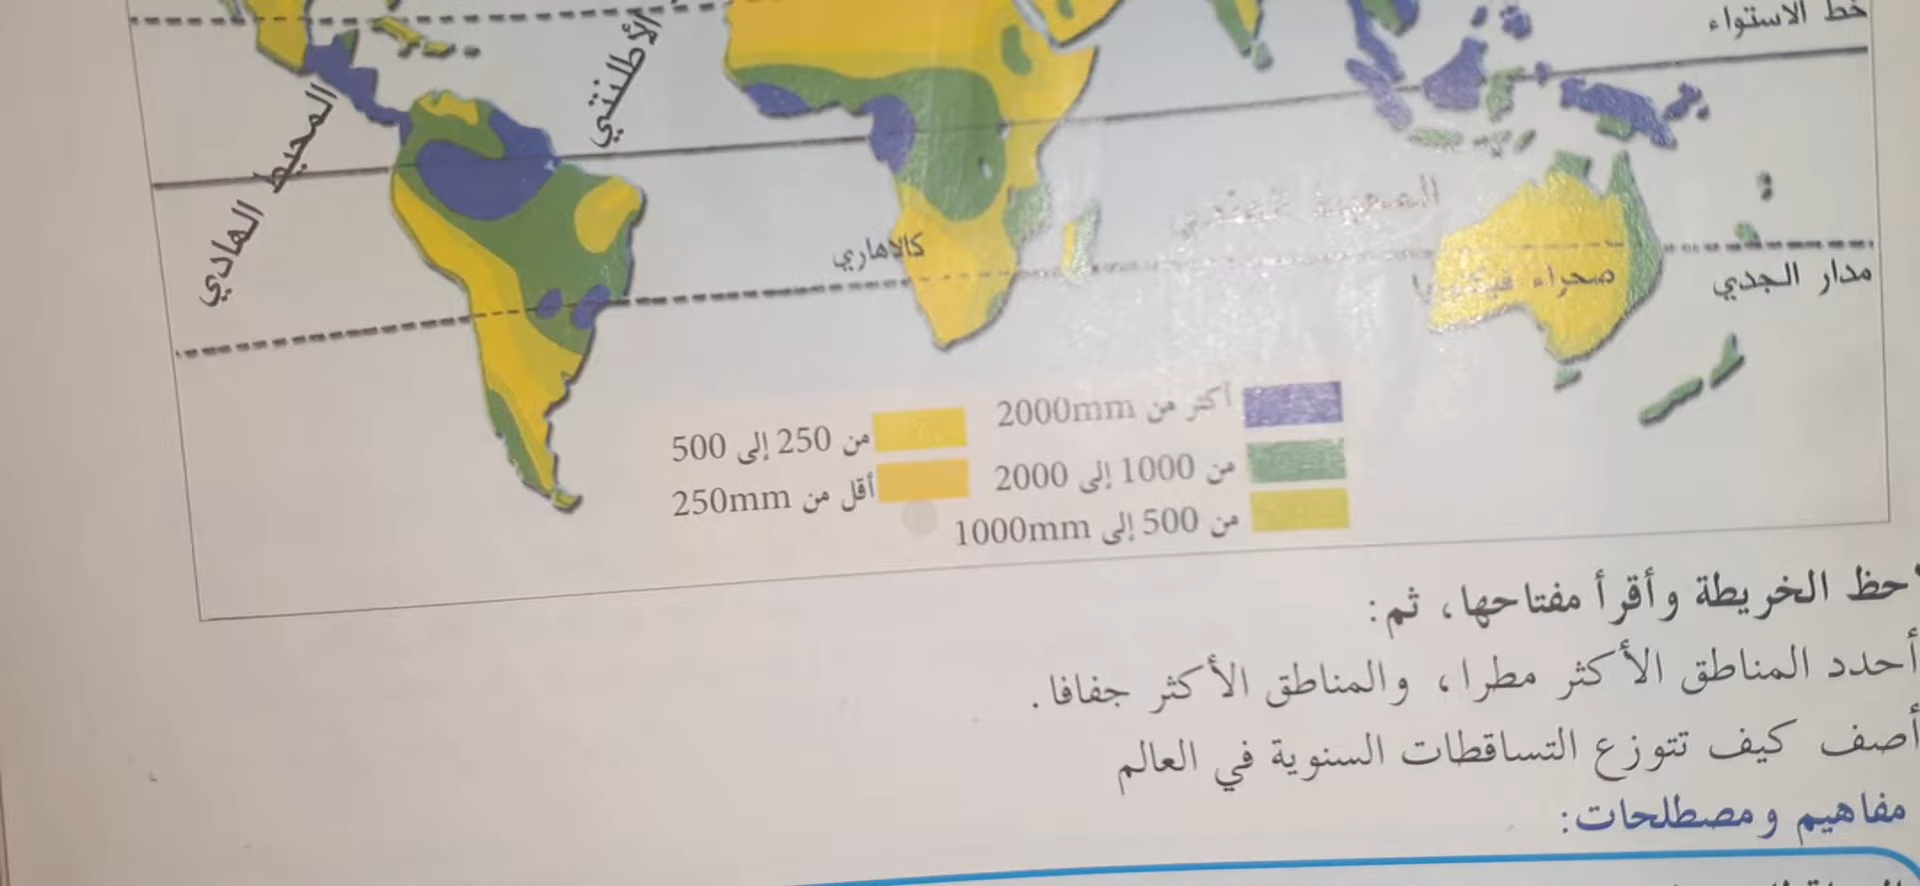 خط الاستواء
المحيط الهادي
الأطلنتي
كالاهاري
صحراء
مدار الجدي
أكثر من 2000mm
من 1000 إلى 2000
من 500 إلى 1000mm
من 250 إلى 500
أقل من 250mm
حظ الخريطة وأقرأ مفتاحها، ثم:
أحدد المناطق الأكثر مطرا، والمناطق الأكثر جفافا.
أصف كيف تتوزع التساقطات السنوية في العالم
مفاهيم ومصطلحات: